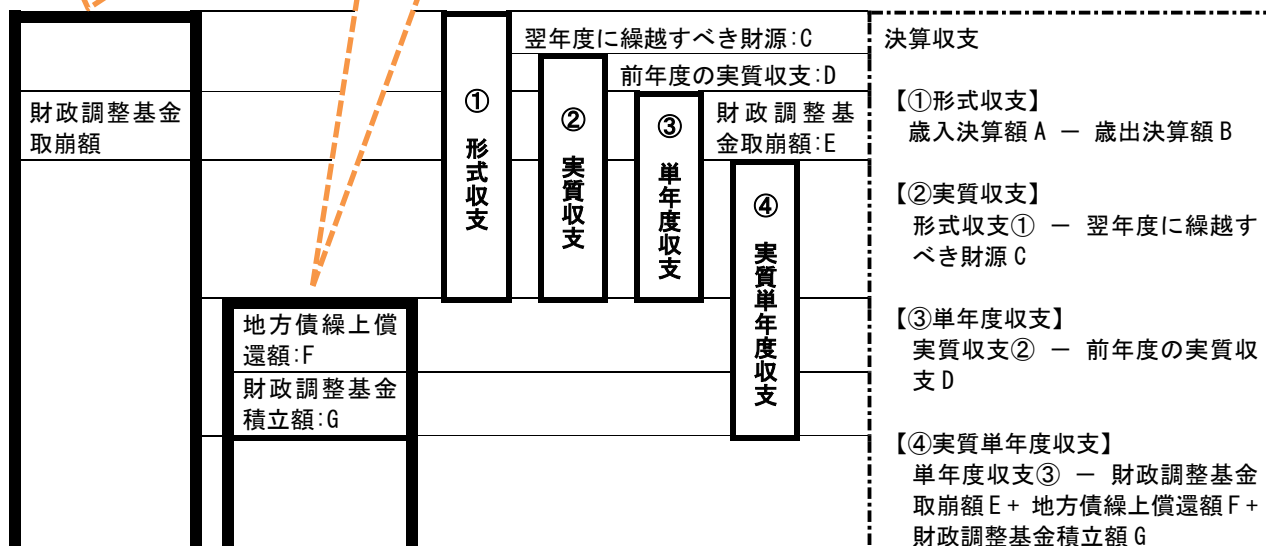 財政調整基金
取崩額
地方債繰上償
還額:F
財政調整基金
積立額:G
① 形式収支
翌年度に繰越すべき財源:C
② 実質収支
前年度の実質収支:D
③ 単年度収支
財政調整基
金取崩額:E
④ 実質単年度収支
決算収支
【①形式収支】
歳入決算額A － 歳出決算額B
【②実質収支】
形式収支① － 翌年度に繰越す
べき財源C
【③単年度収支】
実質収支② － 前年度の実質収
支D
【④実質単年度収支】
単年度収支③ － 財政調整基金
取崩額E+ 地方債繰上償還額F+
財政調整基金積立額G